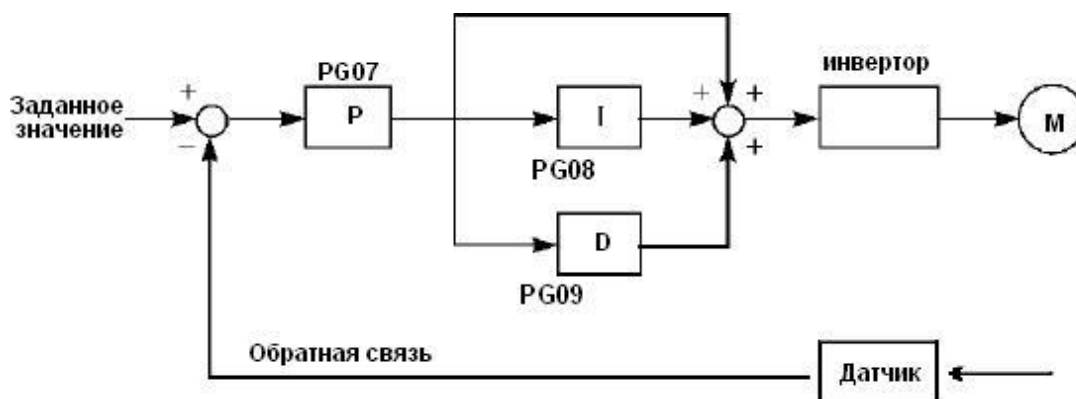 PG07
инвертор
Заданное
значение
+
P
I
+
+
M
−
+
PG08
D
PG09
Обратная связь
Датчик